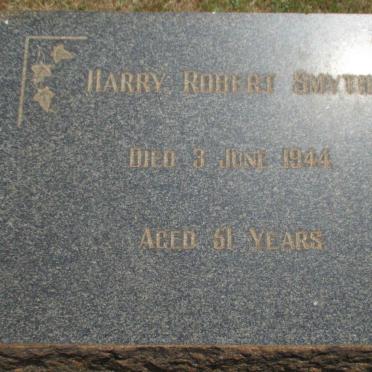 Harry Robert Smyth
Died 3 June 1944
Aged 61 Years